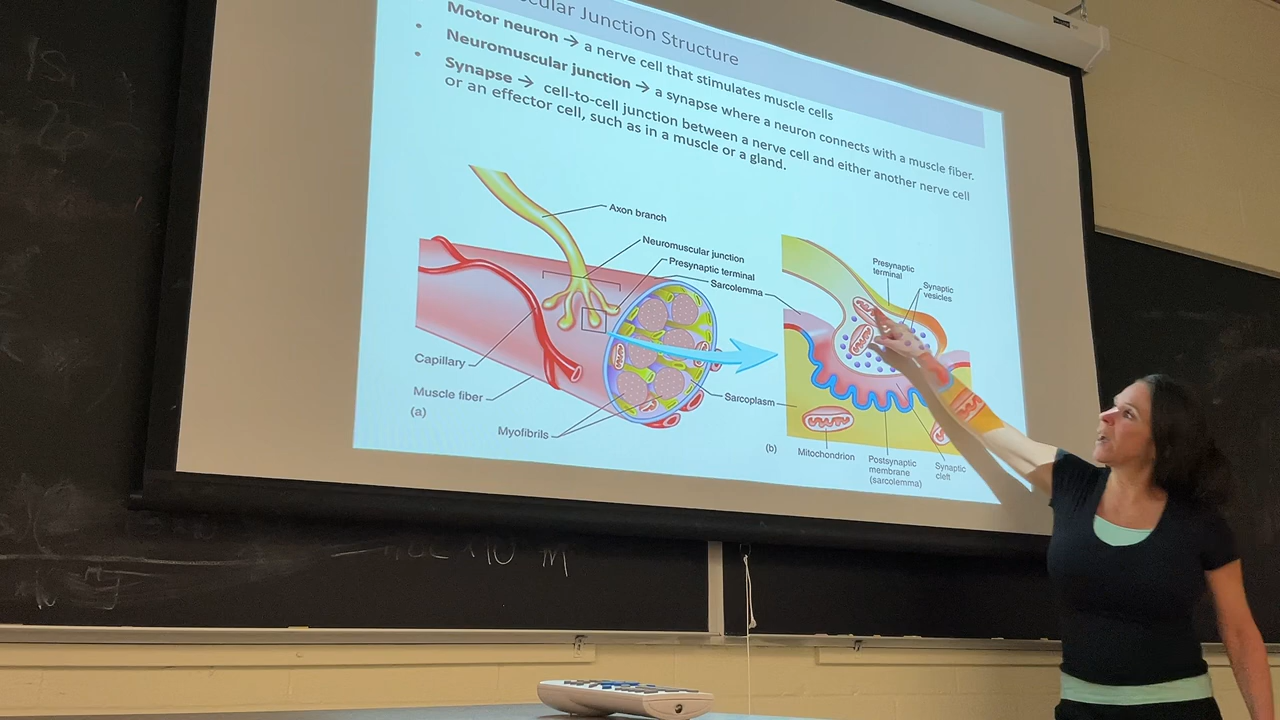 cular Junction Structure
Motor neuron → a nerve cell that stimulates muscle cells
Neuromuscular junction → a synapse where a neuron connects with a muscle fiber.
Synapse → cell-to-cell junction between a nerve cell and either another nerve cell
or an effector cell, such as in a muscle or a gland.
Axon branch
Neuromuscular junction
Presynaptic terminal
Sarcolemma
Capillary
Muscle fiber
(a)
Myofibrils
Sarcoplasm
Presynaptic
terminal
Synaptic
vesicles
(b)
Mitochondrion
Postsynaptic
membrane
(sarcolemma)
Synaptic
cleft